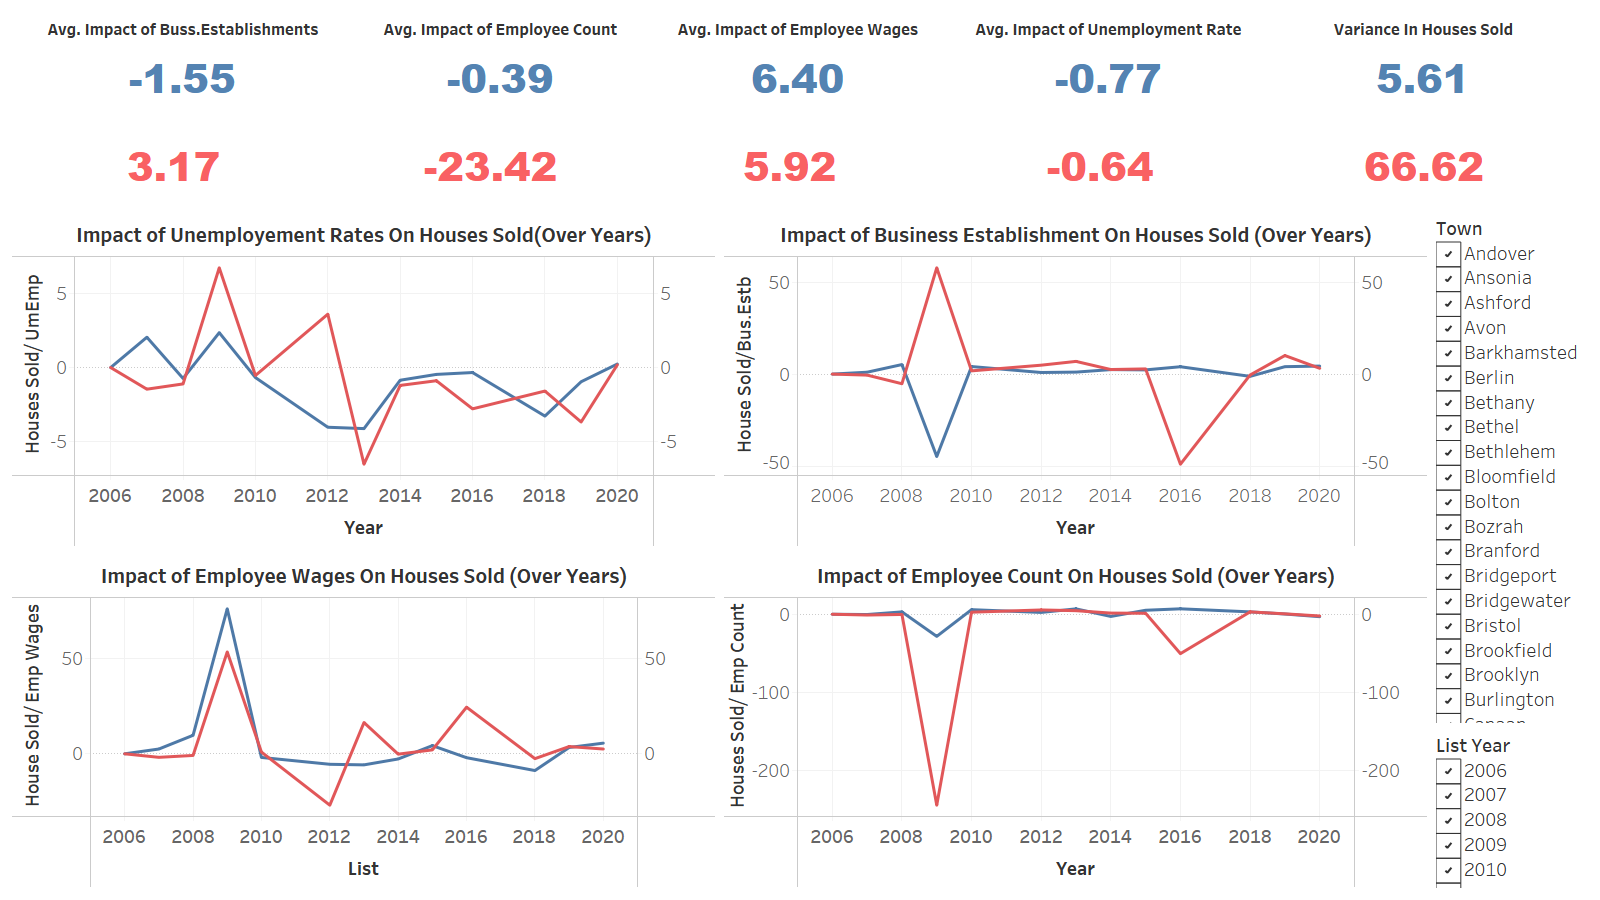 Avg. Impact of Buss.Establishments
Avg. Impact of Employee Count
Avg. Impact of Employee Wages
Avg. Impact of Unemployment Rate
Variance In Houses Sold
-1.55
-0.39
6.40
-0.77
5.61
3.17
-23.42
5.92
-0.64
66.62
Impact of Unemployement Rates On Houses Sold(Over Years)
Houses Sold/ UmEmp
5
0
-5
5
0
-5
2006 2008 2010 2012 2014 2016 2018 2020
Year
Impact of Business Establishment On Houses Sold (Over Years)
House Sold/Bus.Estb
50
0
-50
50
0
-50
2006 2008 2010 2012 2014 2016 2018 2020
Year
Impact of Employee Wages On Houses Sold (Over Years)
House Sold/ Emp Wages
50
0
50
0
2006 2008 2010 2012 2014 2016 2018 2020
List
Impact of Employee Count On Houses Sold (Over Years)
Houses Sold/ Emp Count
0
-100
-200
0
-100
-200
2006 2008 2010 2012 2014 2016 2018 2020
Year
Town
Andover
Ansonia
Ashford
Avon
Barkhamsted
Berlin
Bethany
Bethel
Bethlehem
Bloomfield
Bolton
Bozrah
Branford
Bridgeport
Bridgewater
Bristol
Brookfield
Brooklyn
Burlington
List Year
2006
2007
2008
2009
2010